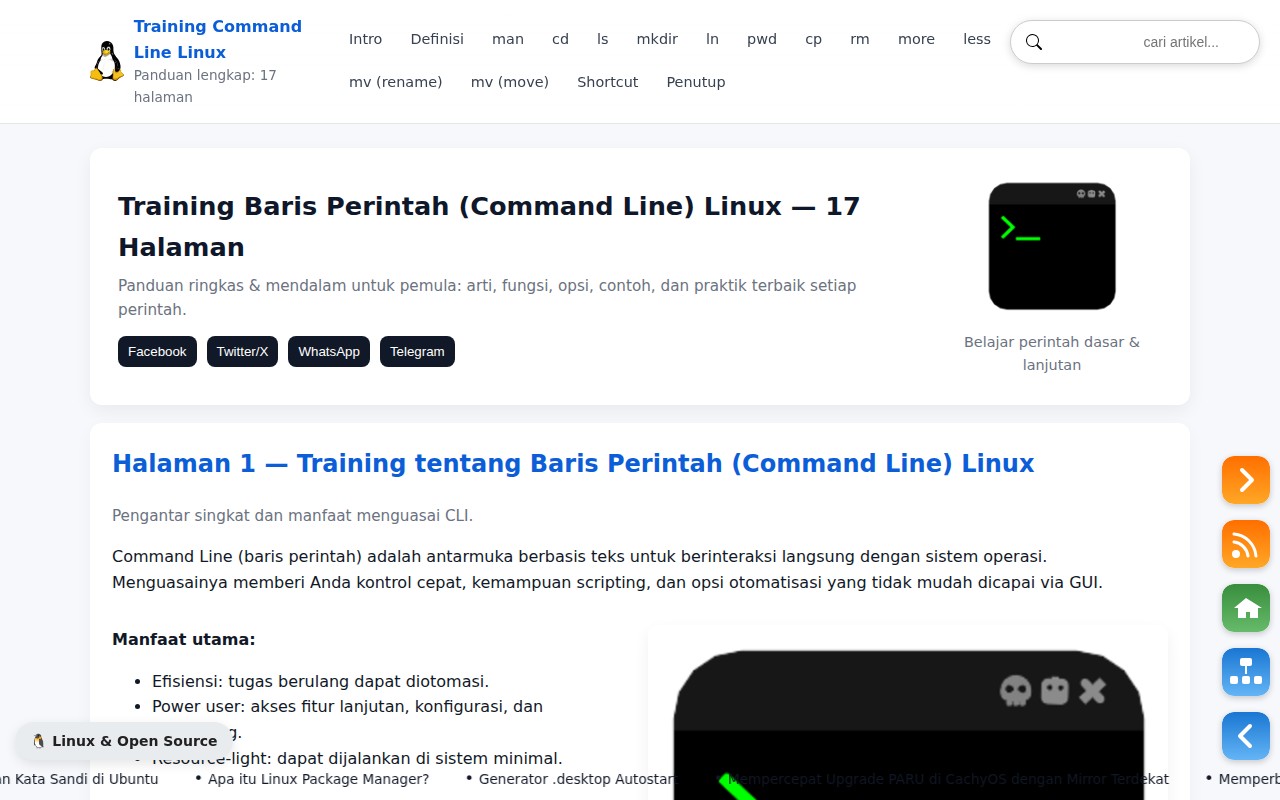 Training Command
Line Linux
Panduan lengkap: 17
halaman
Intro Definisi man cd ls mkdir ln pwd cp rm more less
mv (rename) mv (move) Shortcut Penutup
cari artikel...
Training Baris Perintah (Command Line) Linux — 17
Halaman
Panduan ringkas & mendalam untuk pemula: arti, fungsi, opsi, contoh, dan praktik terbaik setiap
perintah.
Facebook Twitter/X WhatsApp Telegram
Belajar perintah dasar &
lanjutan
Halaman 1 — Training tentang Baris Perintah (Command Line) Linux
Pengantar singkat dan manfaat menguasai CLI.
Command Line (baris perintah) adalah antarmuka berbasis teks untuk berinteraksi langsung dengan sistem operasi.
Menguasainya memberi Anda kontrol cepat, kemampuan scripting, dan opsi otomatisasi yang tidak mudah dicapai via GUI.
Manfaat utama:
• Efisiensi: tugas berulang dapat diotomasi.
• Power user: akses fitur lanjutan, konfigurasi, dan
g.
🐧 Linux & Open Source
• Resource-light: dapat dijalankan di sistem minimal.
n Kata Sandi di Ubuntu • Apa itu Linux Package Manager? • Generator .desktop Autostart • Mempercepat Upgrade PARU di CachyOS dengan Mirror Terdekat • Memperb